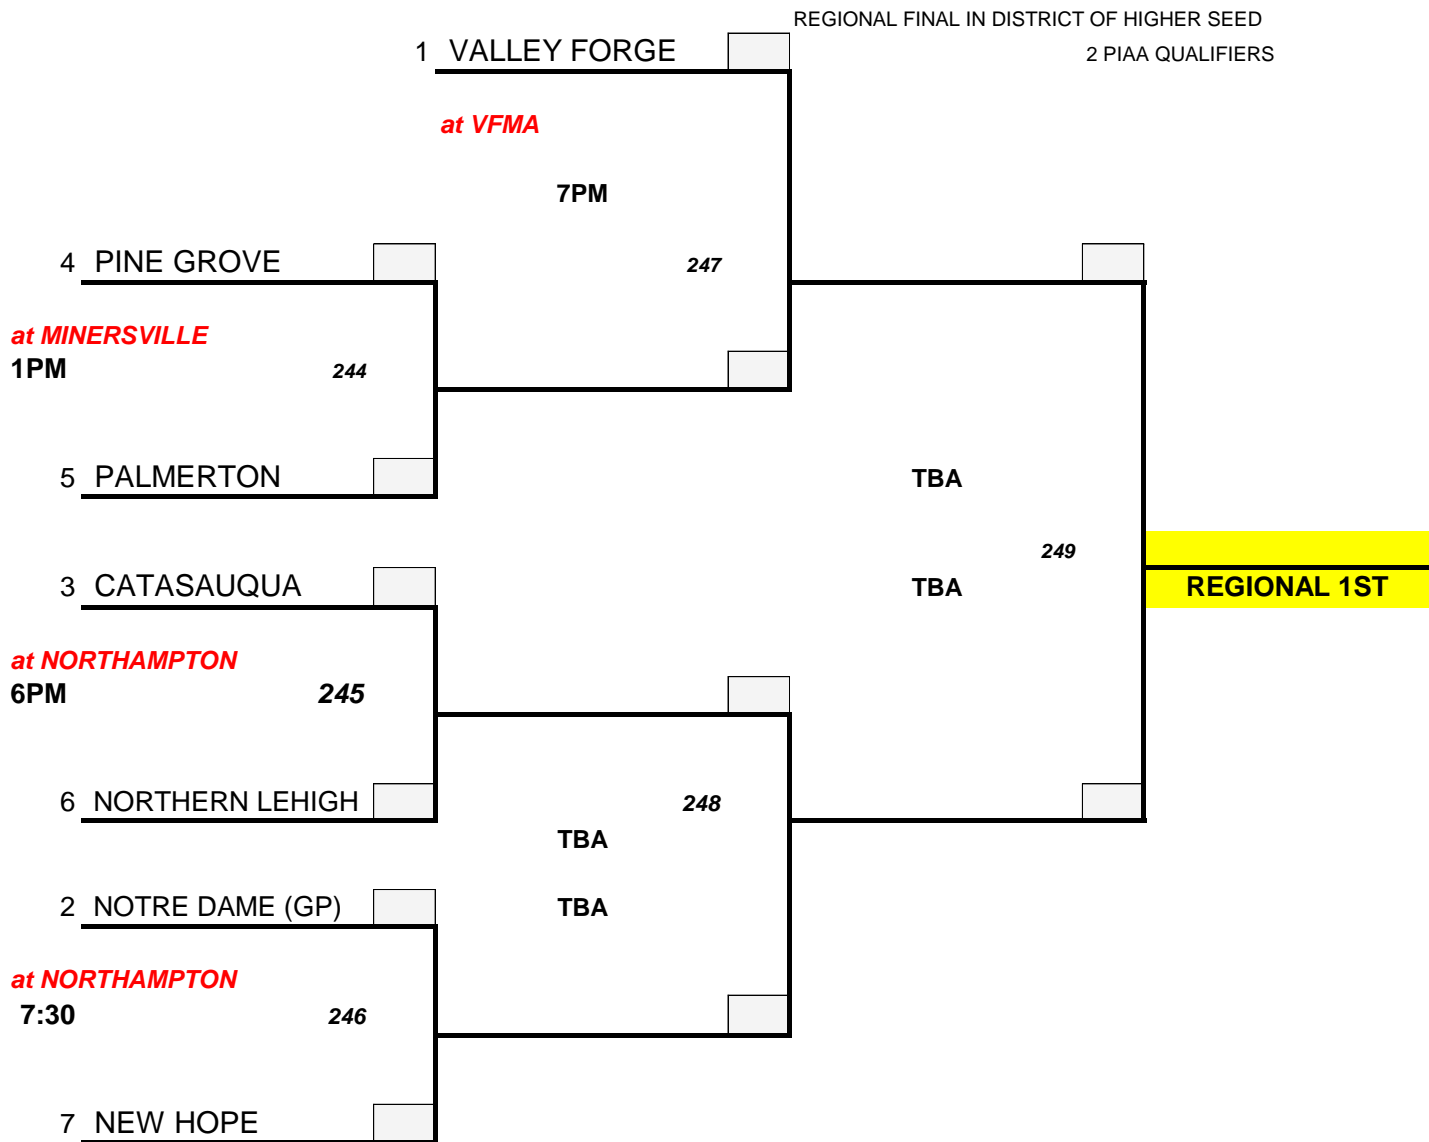 REGIONAL FINAL IN DISTRICT OF HIGHER SEED
1 VALLEY FORGE
2 PIAA QUALIFIERS
at VFMA
7PM
4 PINE GROVE
247
at MINERSVILLE
1PM 244
5 PALMERTON
TBA
249
3 CATASAUQUA
TBA
REGIONAL 1ST
at NORTHAMPTON
6PM 245
6 NORTHERN LEHIGH
248
TBA
2 NOTRE DAME (GP)
TBA
at NORTHAMPTON
7:30 246
7 NEW HOPE